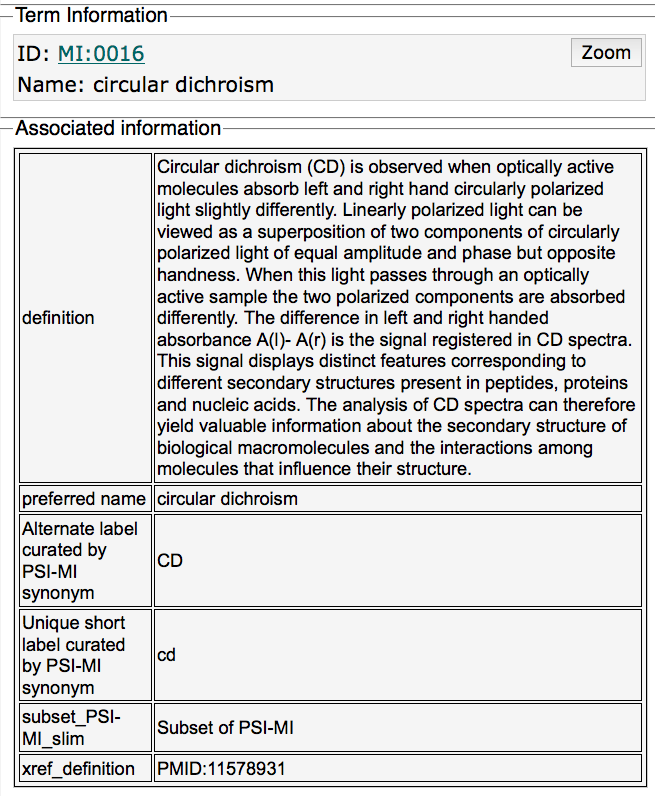 Term Information
ID: MI:0016
Zoom
Name: circular dichroism
Associated information
definition
Circular dichroism (CD) is observed when optically active
molecules absorb left and right hand circularly polarized
light slightly differently. Linearly polarized light can be
viewed as a superposition of two components of circularly
polarized light of equal amplitude and phase but opposite
handness. When this light passes through an optically
active sample the two polarized components are absorbed
differently. The difference in left and right handed
absorbance A(l)- A(r) is the signal registered in CD spectra.
This signal displays distinct features corresponding to
different secondary structures present in peptides, proteins
and nucleic acids. The analysis of CD spectra can therefore
yield valuable information about the secondary structure of
biological macromolecules and the interactions among
molecules that influence their structure.
preferred name
circular dichroism
Alternate label
curated by
PSI-MI
synonym
CD
Unique short
label curated
by PSI-MI
synonym
cd
subset_PSI-
MI_slim
Subset of PSI-MI
xref_definition
PMID:11578931